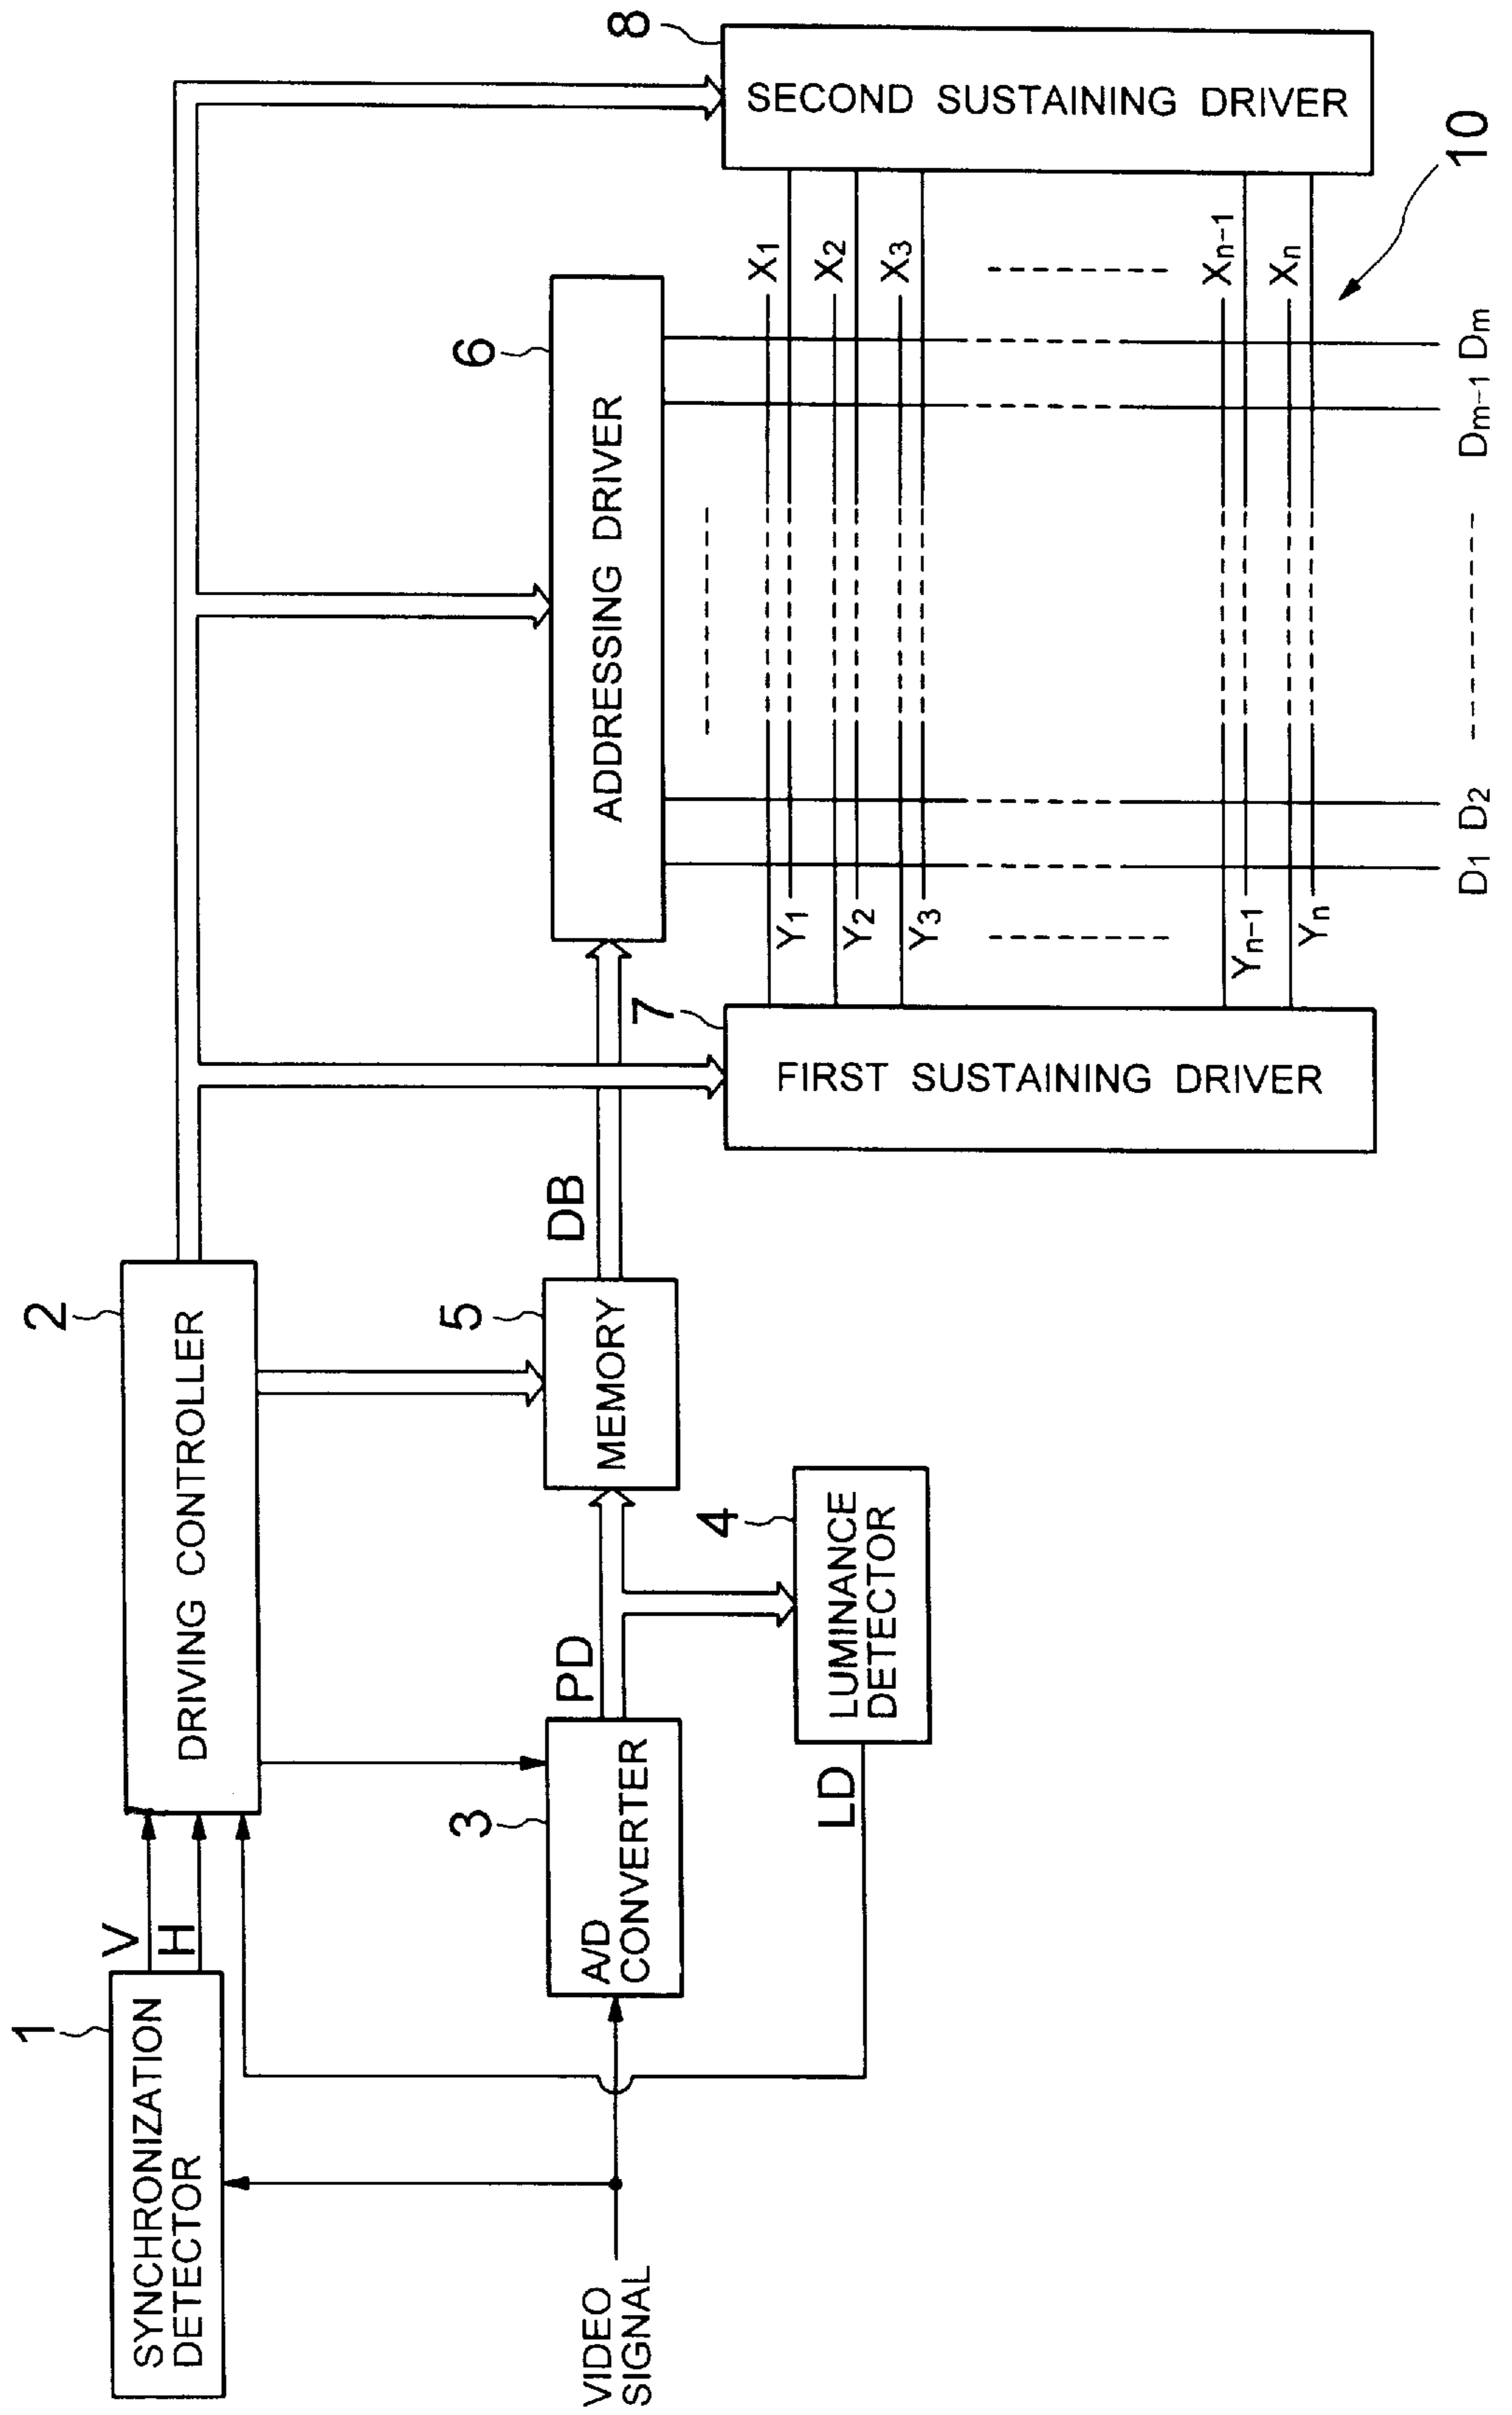 1
SYNCHRONIZATION
DETECTOR
V
H
2
DRIVING CONTROLLER
VIDEO
SIGNAL
3
A/D
CONVERTER
PD
5
MEMORY
DB
4
LUMINANCE
DETECTOR
LD
6
ADDRESSING DRIVER
7
FIRST SUSTAINING DRIVER
8
SECOND SUSTAINING DRIVER
Y1
X1
Y2
X2
Y3
X3
Yn-1
Xn-1
Yn
Xn
D1 D2 Dm-1 Dm
10